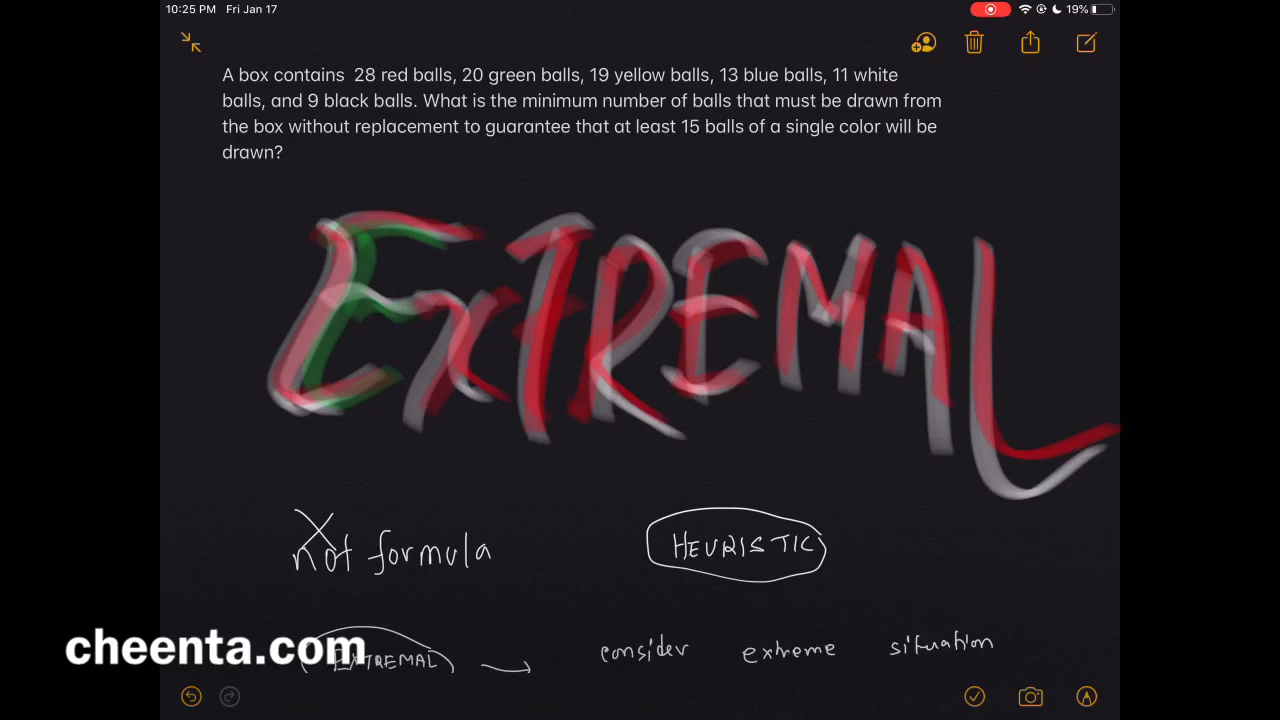 10:25 PM Fri Jan 17
19%
A box contains 28 red balls, 20 green balls, 19 yellow balls, 13 blue balls, 11 white
balls, and 9 black balls. What is the minimum number of balls that must be drawn from
the box without replacement to guarantee that at least 15 balls of a single color will be
drawn?
EXTREMAL
not formula
HEURISTIC
cheenta.com
EXTREMAL → consider extreme situation